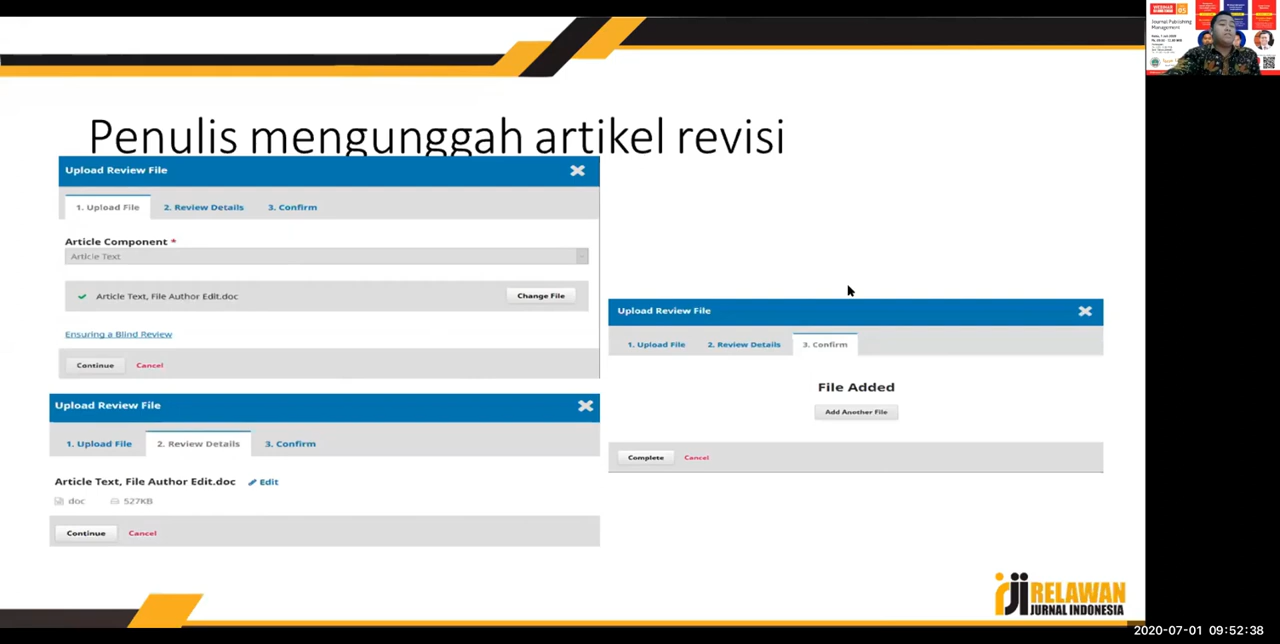 Penulis mengunggah artikel revisi
Upload Review File
1. Upload File 2. Review Details 3. Confirm
Article Component *
Article Text
Article Text, File Author Edit.doc Change File
Ensuring a Blind Review
Continue Cancel
Upload Review File
1. Upload File 2. Review Details 3. Confirm
Article Text, File Author Edit.doc Edit
doc 527KB
Continue Cancel
Upload Review File
1. Upload File 2. Review Details 3. Confirm
File Added
Add Another File
Complete Cancel
RELAWAN
JURNAL INDONESIA
Journal Publishing
Management
2020-07-01 09:52:38